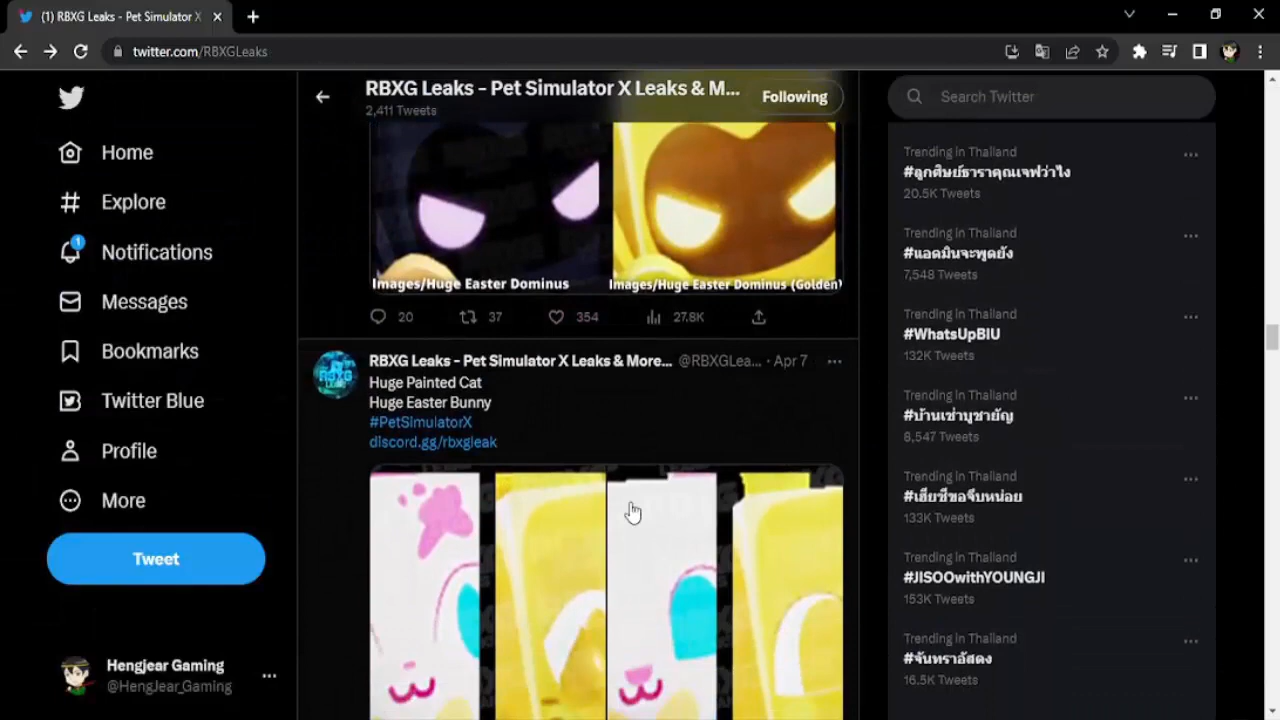 (1) RBXG Leaks - Pet Simulator X
twitter.com/RBXGLeaks
Home
Explore
1
Notifications
Messages
Bookmarks
Twitter Blue
Profile
More
Tweet
Hengjear Gaming
@HengJear_Gaming
RBXG Leaks - Pet Simulator X Leaks & M...
2,411 Tweets
Following
Images/Huge Easter Dominus
Images/Huge Easter Dominus (Golden)
20
37
354
27.8K
RBXG Leaks - Pet Simulator X Leaks & More... @RBXGLea... · Apr 7
Huge Painted Cat
Huge Easter Bunny
#PetSimulatorX
discord.gg/rbxgleak
Search Twitter
Trending in Thailand
#ลูกศิษย์ธาราคุณเจฟว่าไง
20.5K Tweets
Trending in Thailand
#แอดมินจะพูดยัง
7,548 Tweets
Trending in Thailand
#WhatsUpBIU
132K Tweets
Trending in Thailand
#บ้านเช่าบูชายัญ
8,547 Tweets
Trending in Thailand
#เฮียซีขอจีบหน่อย
133K Tweets
Trending in Thailand
#JISOOwithYOUNGJI
153K Tweets
Trending in Thailand
#จันทราอัสดง
16.5K Tweets